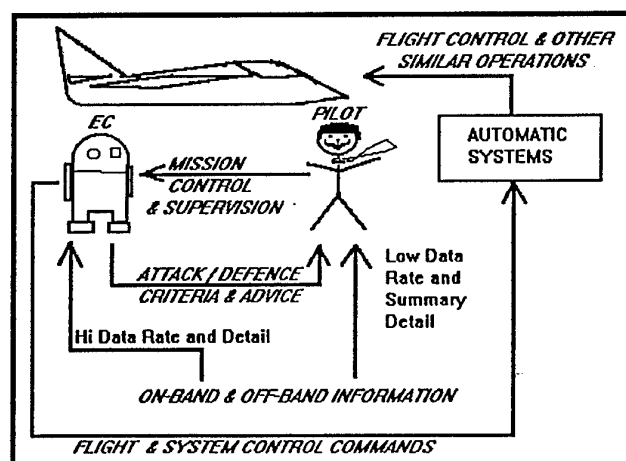 FLIGHT CONTROL & OTHER
SIMILAR OPERATIONS
EC
PILOT
AUTOMATIC
SYSTEMS
MISSION
CONTROL
& SUPERVISION
ATTACK / DEFENCE
CRITERIA & ADVICE
Low Data
Rate and
Summary
Detail
Hi Data Rate and Detail
ON-BAND & OFF-BAND INFORMATION
FLIGHT & SYSTEM CONTROL COMMANDS